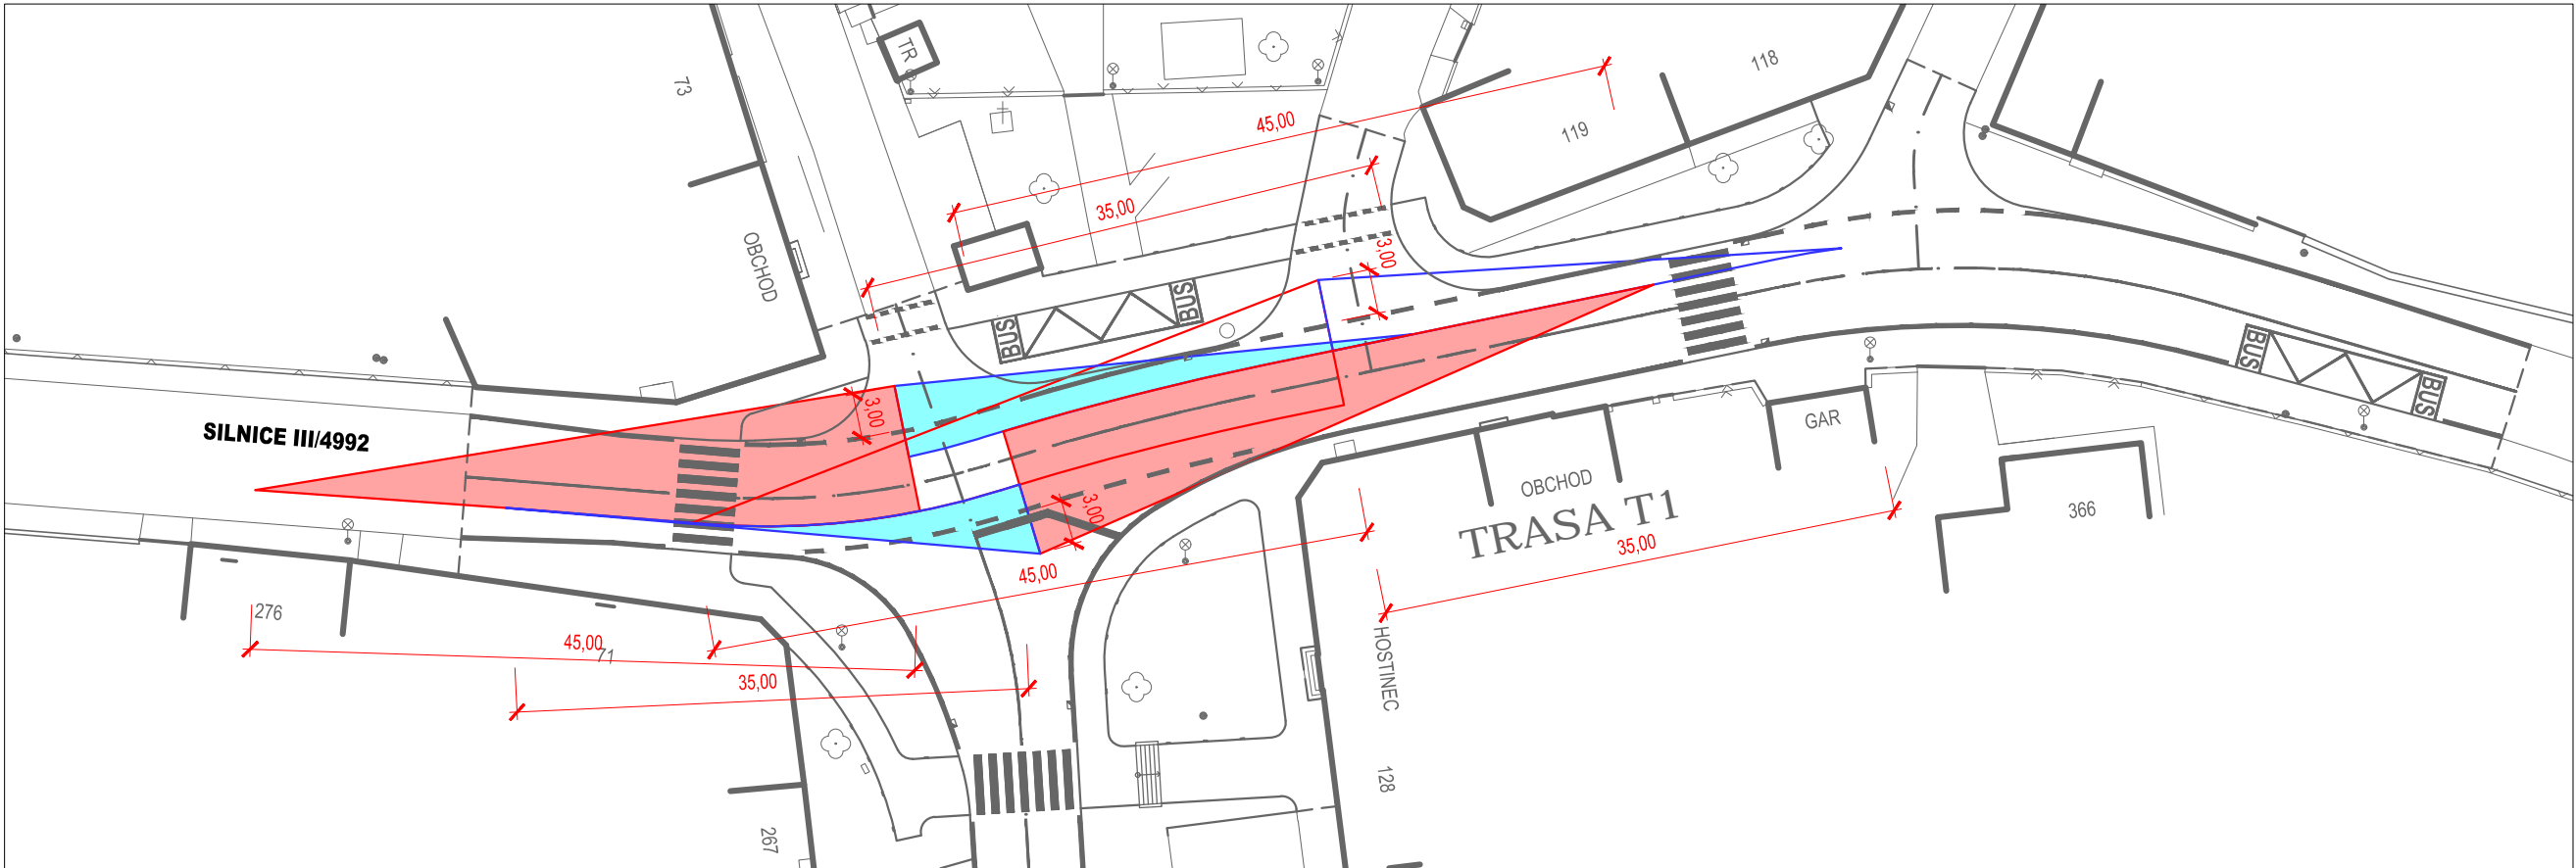 TR
73
118
119
45,00
35,00
3,00
OBCHOD
BUS
BUS
3,00
BUS
BUS
SILNICE III/4992
GAR
OBCHOD
TRASA T1
366
3,00
45,00
35,00
276
45,00
71
35,00
HOSTINEC
128
267